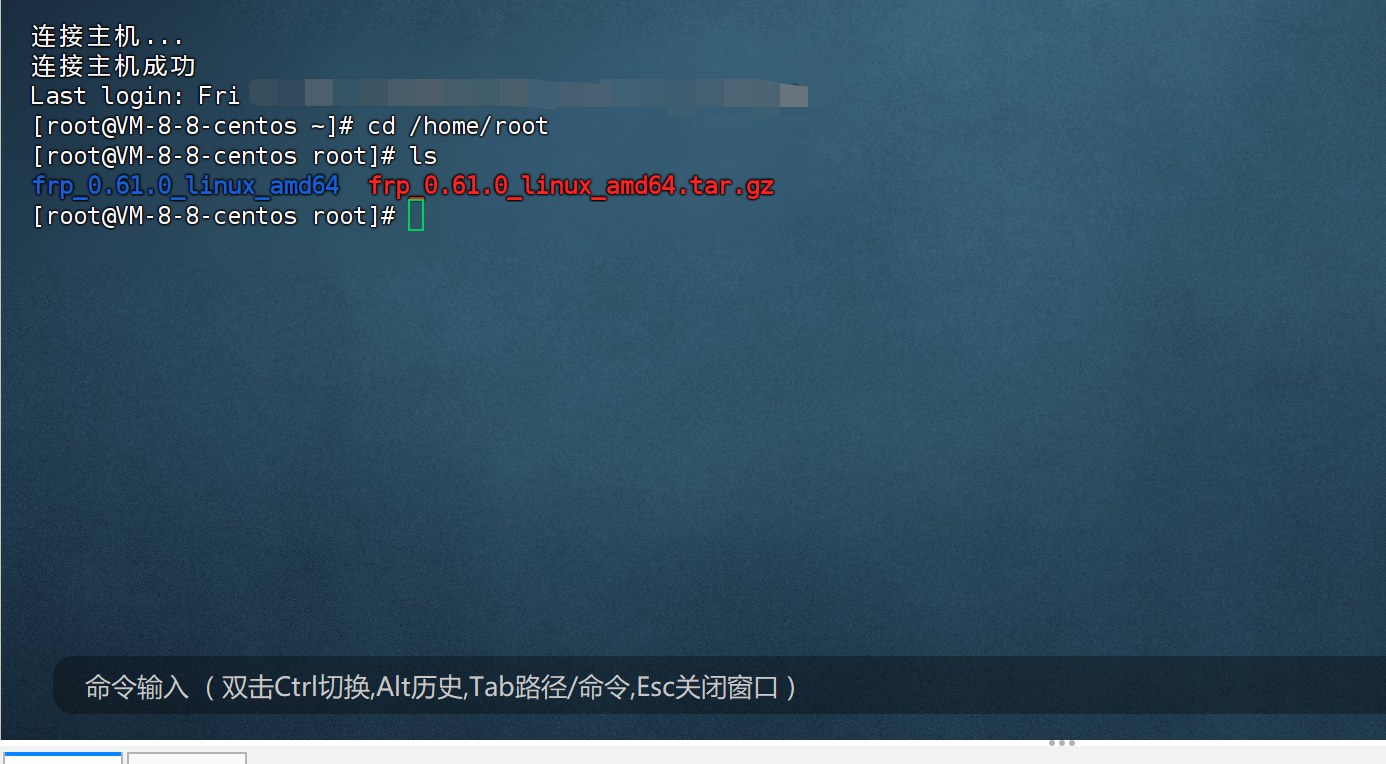 连接主机...
连接主机成功
Last login: Fri
[root@VM-8-8-centos ~]# cd /home/root
[root@VM-8-8-centos root]# ls
frp_0.61.0_linux_amd64  frp_0.61.0_linux_amd64.tar.gz
[root@VM-8-8-centos root]#
命令输入（双击Ctrl切换,Alt历史,Tab路径/命令,Esc关闭窗口）